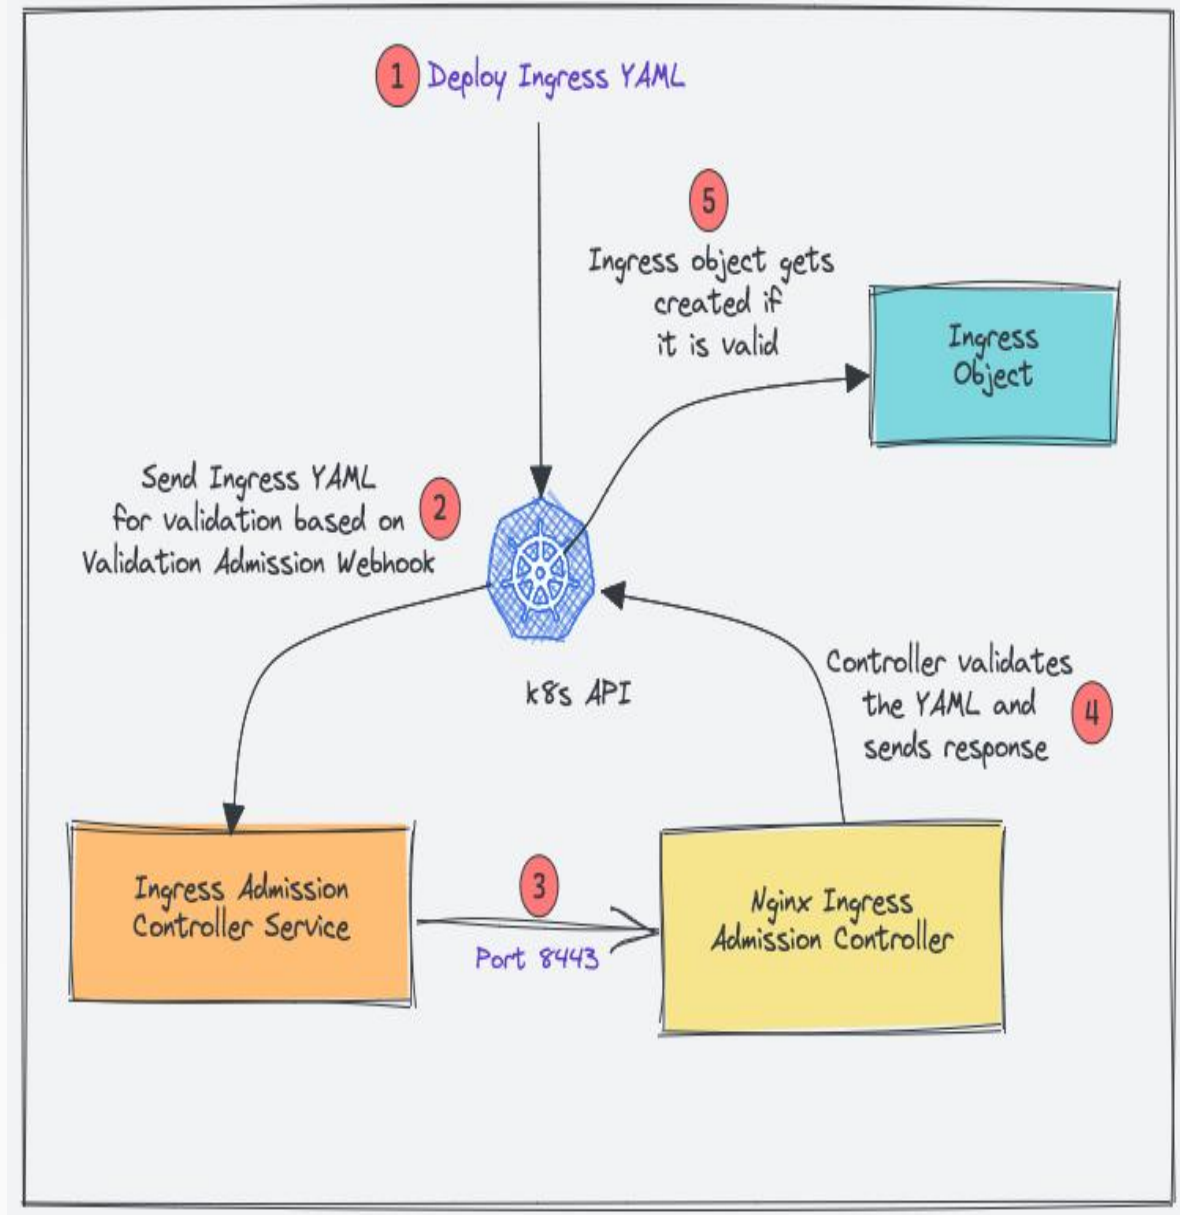 1 Deploy Ingress YAML
5
Ingress object gets
created if
it is valid
Ingress
Object
Send Ingress YAML
for validation based on
Validation Admission Webhook
2
k8s API
Controller validates
the YAML and
sends response
4
Ingress Admission
Controller Service
3
Port 8443
Nginx Ingress
Admission Controller